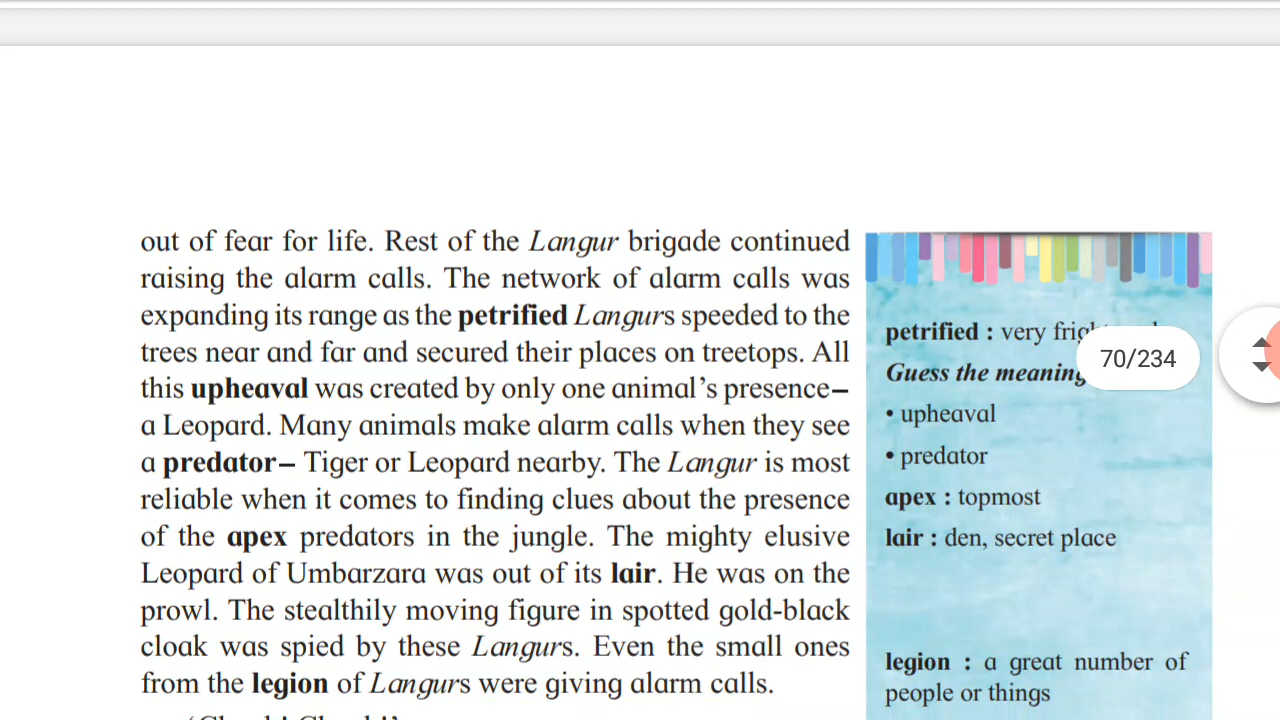 out of fear for life. Rest of the Langur brigade continued
raising the alarm calls. The network of alarm calls was
expanding its range as the petrified Langurs speeded to the
trees near and far and secured their places on treetops. All
this upheaval was created by only one animal's presence–
a Leopard. Many animals make alarm calls when they see
a predator– Tiger or Leopard nearby. The Langur is most
reliable when it comes to finding clues about the presence
of the apex predators in the jungle. The mighty elusive
Leopard of Umbarzara was out of its lair. He was on the
prowl. The stealthily moving figure in spotted gold-black
cloak was spied by these Langurs. Even the small ones
from the legion of Langurs were giving alarm calls.
petrified : very
Guess the meaning
• upheaval
• predator
apex : topmost
lair : den, secret place
legion : a great number of
people or things
70/234